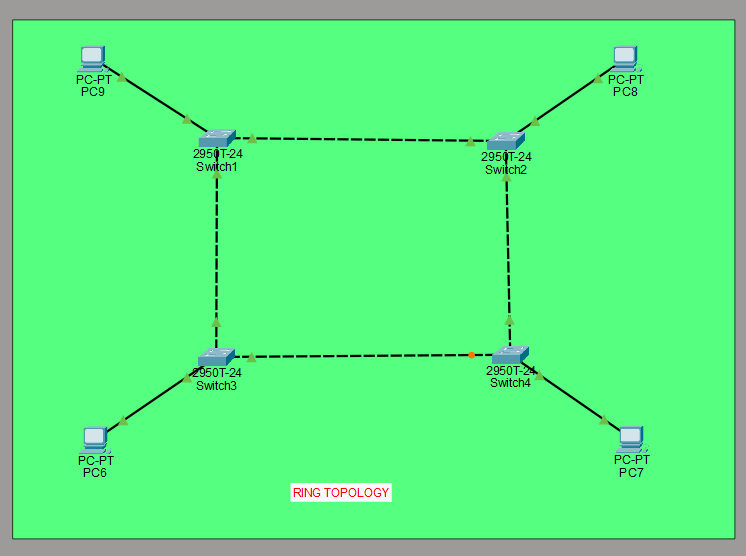 PC-PT
PC9
PC-PT
PC8
2950T-24
Switch1
2950T-24
Switch2
2950T-24
Switch3
2950T-24
Switch4
PC-PT
PC6
PC-PT
PC7
RING TOPOLOGY